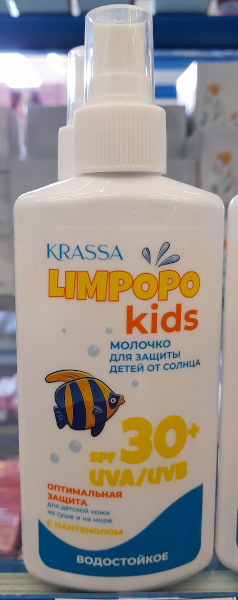 KRASSA
LIMPOPO
kids
МОЛОЧКО
ДЛЯ ЗАЩИТЫ
ДЕТЕЙ ОТ СОЛНЦА
SPF 30+
UVA/UVB
ОПТИМАЛЬНАЯ
ЗАЩИТА
для детской кожи
на суше и на море
С ПАНТЕНОЛОМ
ВОДОСТОЙКОЕ